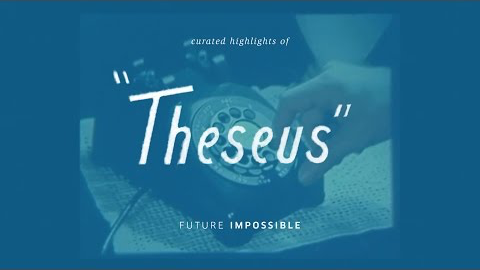 curated highlights of
"Theseus"
FUTURE IMPOSSIBLE